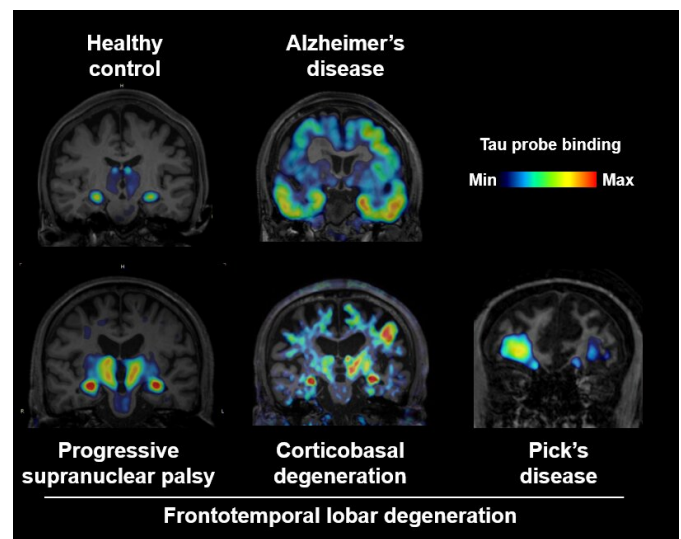 Healthy
control
Alzheimer's
disease
H
Tau probe binding
Min
Max
H
R
L
Progressive
supranuclear palsy
Corticobasal
degeneration
Pick's
disease
Frontotemporal lobar degeneration